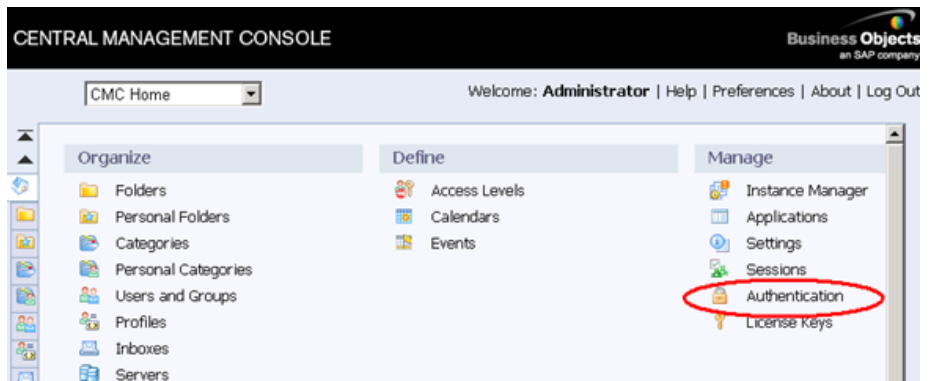 CENTRAL MANAGEMENT CONSOLE
Business Objects
an SAP company
CMC Home
Welcome: Administrator | Help | Preferences | About | Log Out
Organize
Folders
Personal Folders
Categories
Personal Categories
Users and Groups
Profiles
Inboxes
Servers
Define
Access Levels
Calendars
Events
Manage
Instance Manager
Applications
Settings
Sessions
Authentication
License Keys